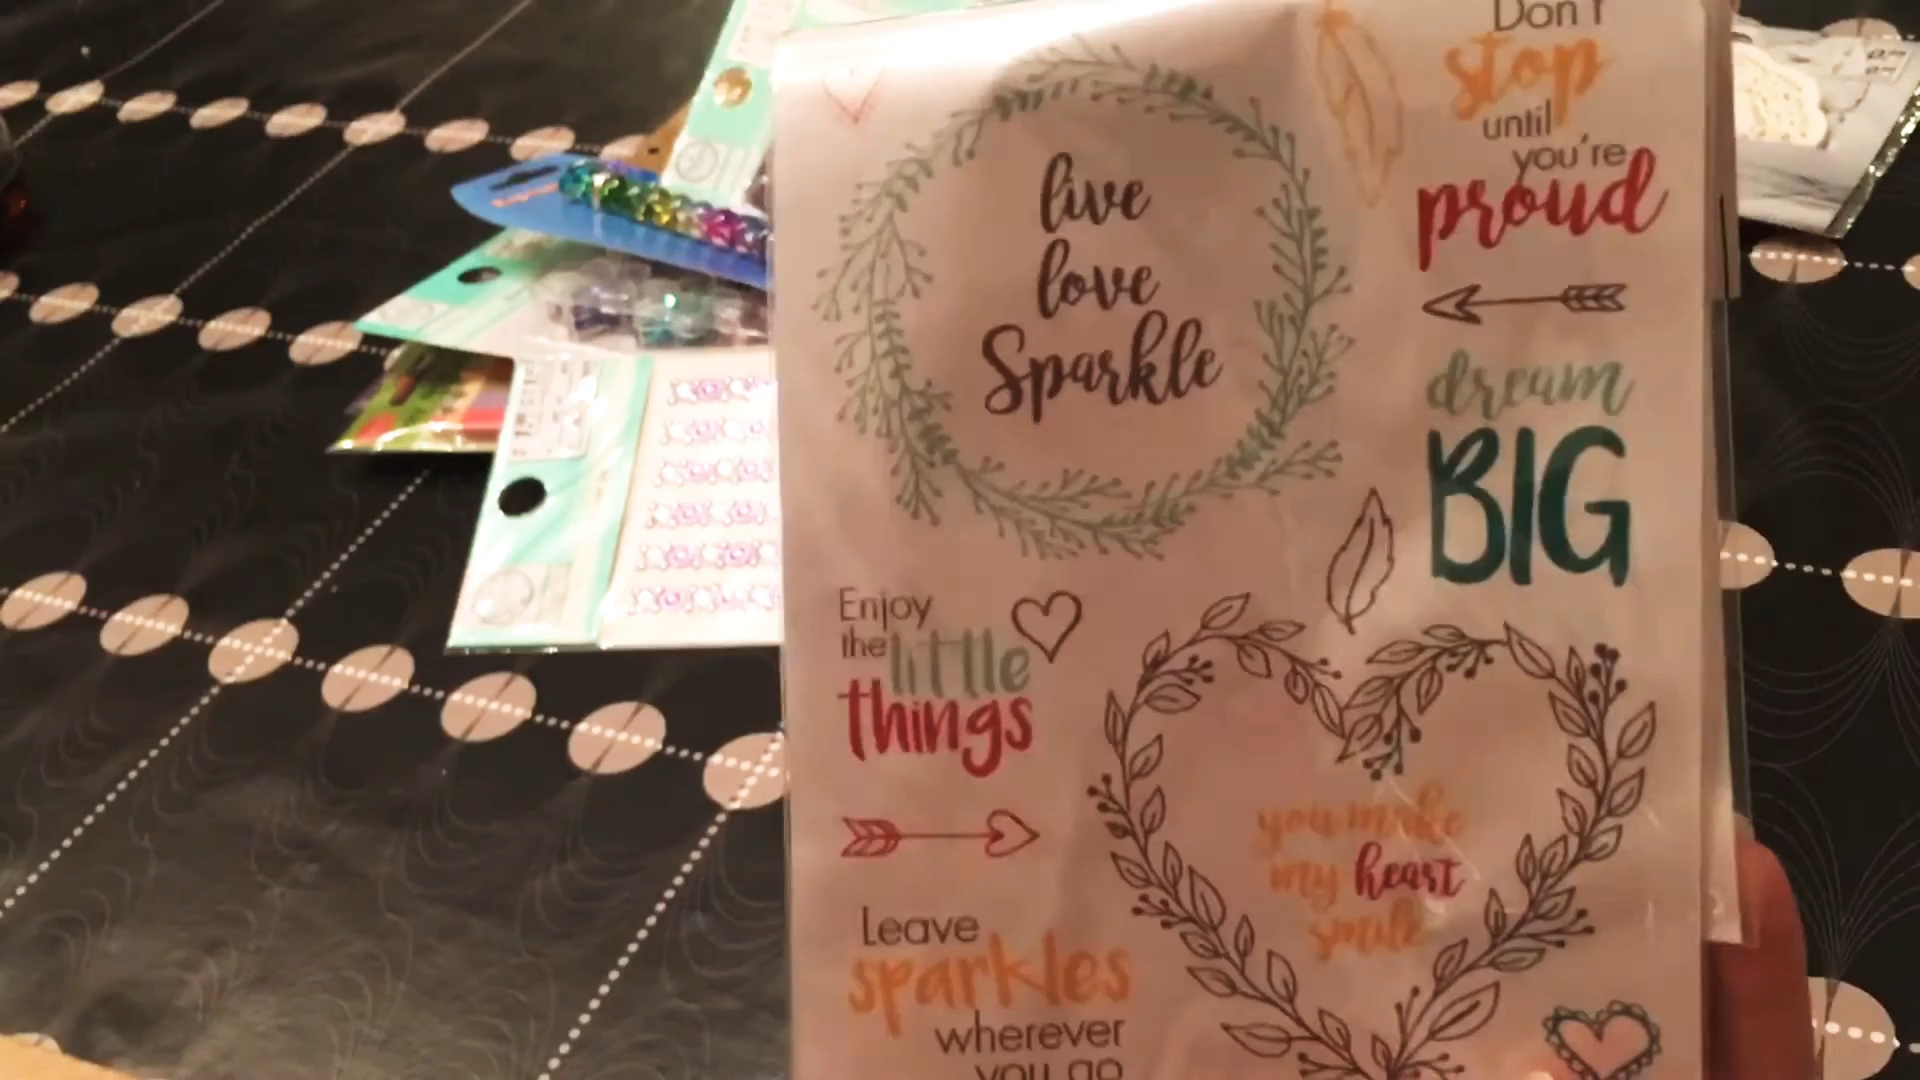 live
love
Sparkle
Don't
stop
until
you're
proud
dream
BIG
Enjoy
the little
things
you make
my heart
smile
Leave
sparkles
wherever
you go